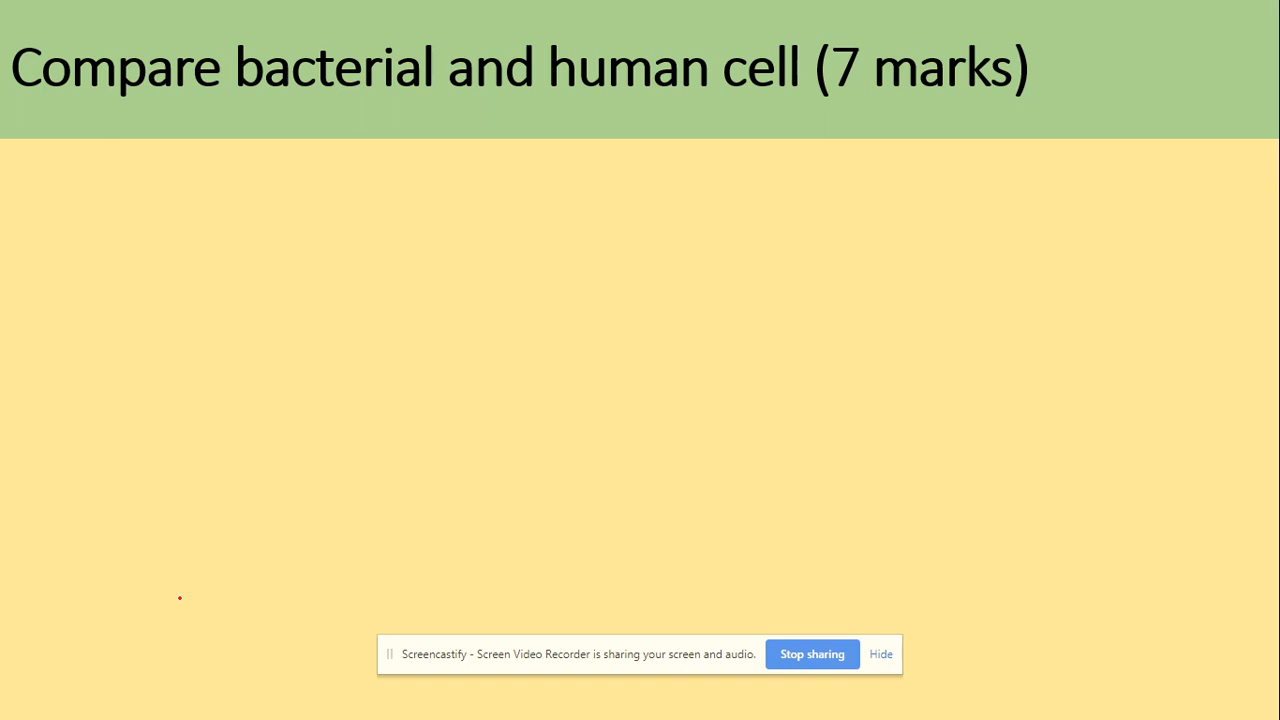 Compare bacterial and human cell (7 marks)
Screencastify - Screen Video Recorder is sharing your screen and audio. Stop sharing Hide